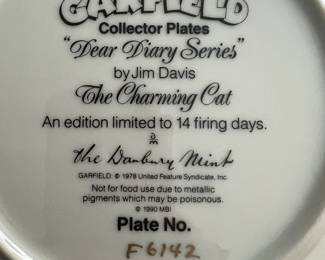 GARFIELD
Collector Plates
"Dear Diary Series"
by Jim Davis
The Charming Cat
An edition limited to 14 firing days.
The Danbury Mint
GARFIELD: © 1978 United Feature Syndicate, Inc
Not for food use due to metallic
pigments which may be poisonous.
© 1990 MBI
Plate No.
F6142